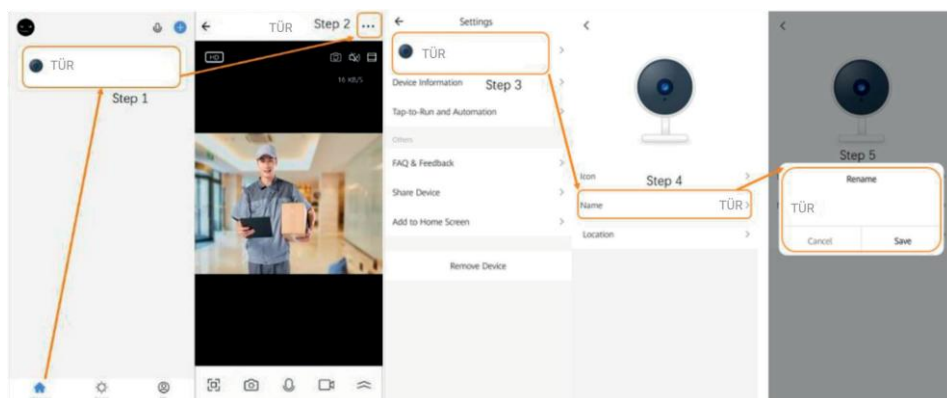 TÜR
Step 1
TÜR
Step 2
HD
16 KB/S
Settings
TÜR
Device Information
Step 3
Tap-to-Run and Automation
Others
FAQ & Feedback
Share Device
Add to Home Screen
Remove Device
Icon
Step 4
Name
TÜR
Location
Step 5
Rename
TÜR
Cancel
Save